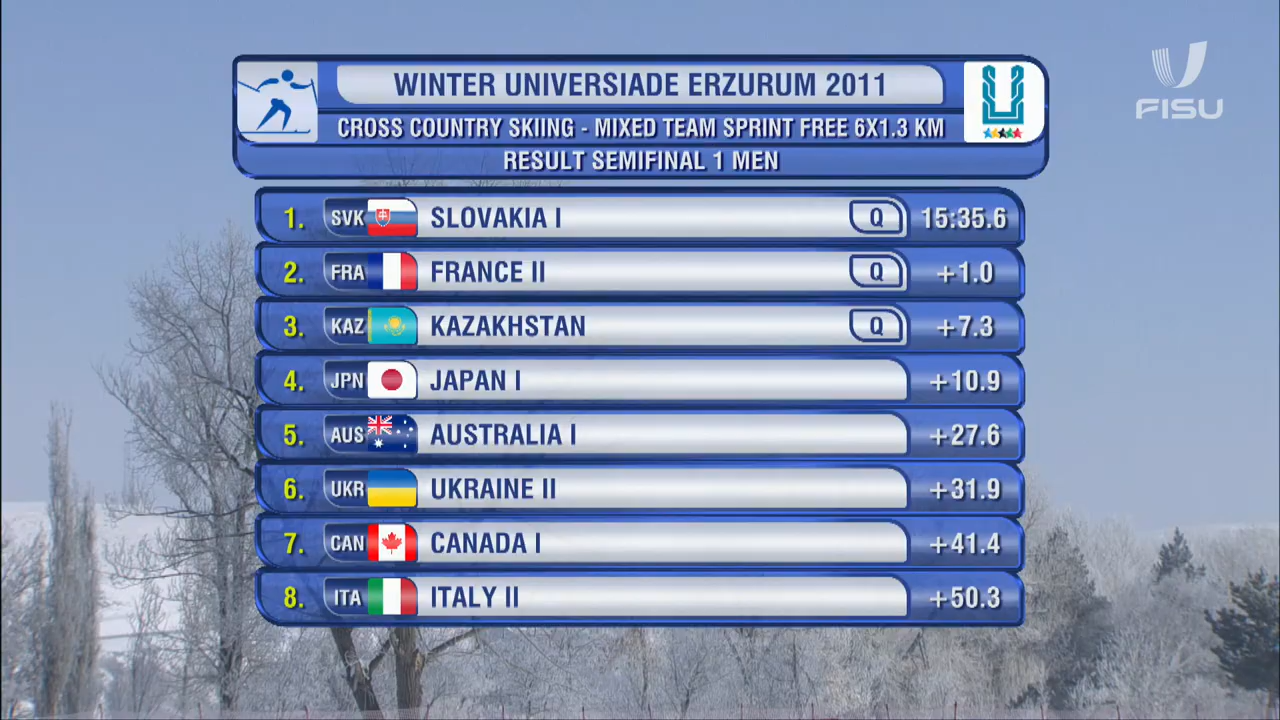 WINTER UNIVERSIADE ERZURUM 2011
FISU
CROSS COUNTRY SKIING - MIXED TEAM SPRINT FREE 6X1.3 KM
RESULT SEMIFINAL 1 MEN
1. SVK SLOVAKIA I Q 15:35.6
2. FRA FRANCE II Q +1.0
3. KAZ KAZAKHSTAN Q +7.3
4. JPN JAPAN I +10.9
5. AUS AUSTRALIA I +27.6
6. UKR UKRAINE II +31.9
7. CAN CANADA I +41.4
8. ITA ITALY II +50.3